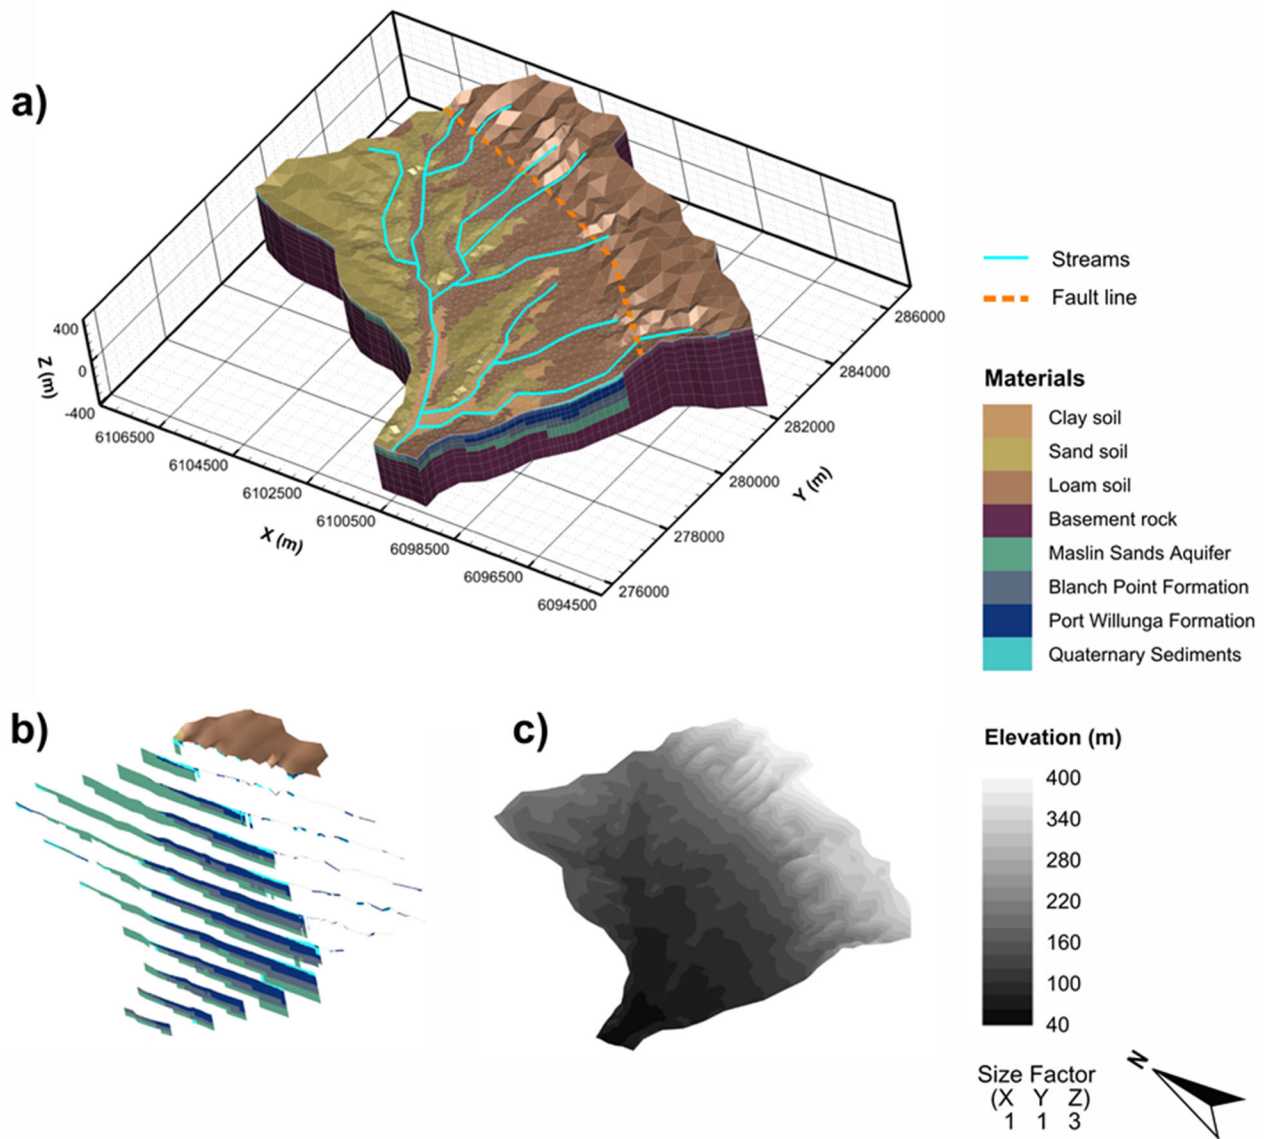 a)
Z (m)
400
0
-400
6106500
6104500
6102500
6100500
6098500
6096500
6094500
X (m)
276000
278000
280000
282000
284000
286000
Y (m)
Streams
Fault line
Materials
Clay soil
Sand soil
Loam soil
Basement rock
Maslin Sands Aquifer
Blanch Point Formation
Port Willunga Formation
Quaternary Sediments
b)
c)
Elevation (m)
400
340
280
220
160
100
40
Size Factor
(X Y Z)
1 1 3
N